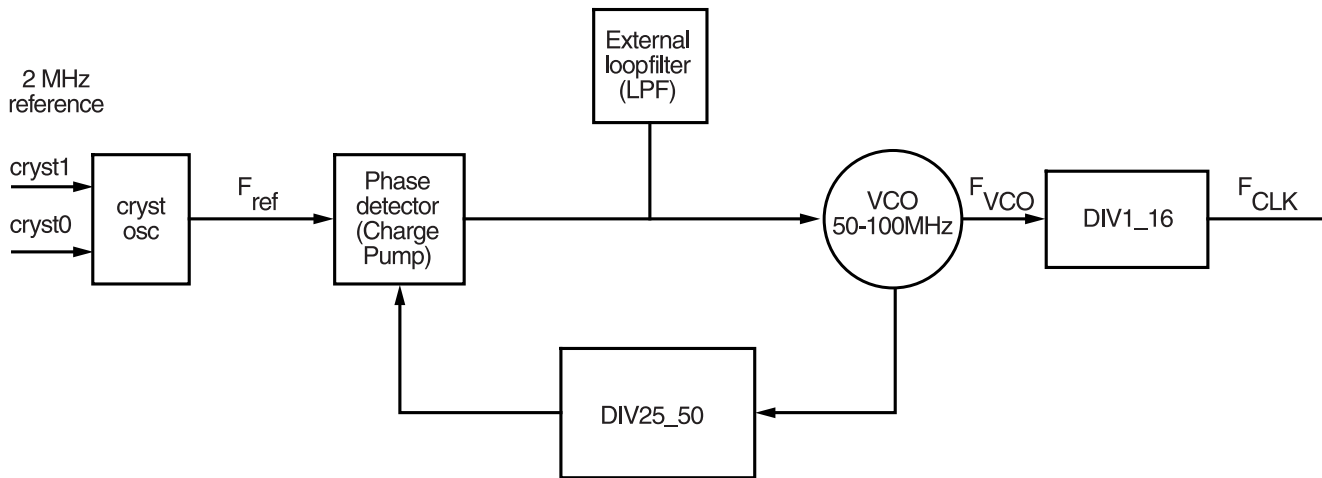 External
loopfilter
(LPF)
2 MHz
reference
cryst1
cryst0
cryst
osc
F ref
Phase
detector
(Charge
Pump)
VCO
50-100MHz
F VCO
DIV1_16
F CLK
DIV25_50